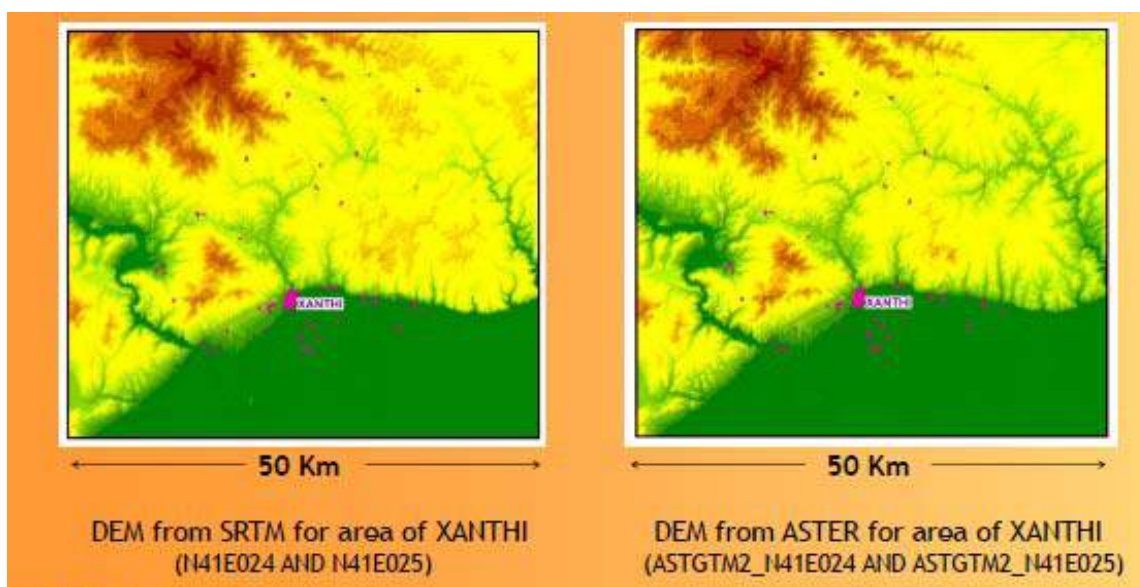 XANTHI
50 Km
DEM from SRTM for area of XANTHI
(N41E024 AND N41E025)
XANTHI
50 Km
DEM from ASTER for area of XANTHI
(ASTGTM2_N41E024 AND ASTGTM2_N41E025)